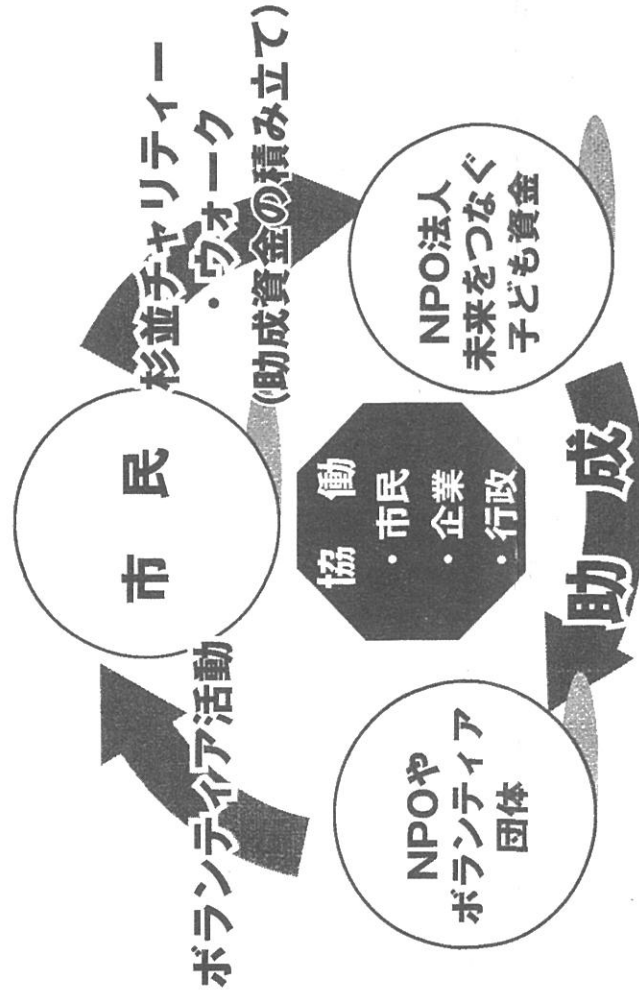 市 民
杉並チャリティー
・ウォーク
(助成資金の積み立て)
ボランティア活動
協 働
・市民
・企業
・行政
NPO法人
未来をつなぐ
子ども資金
助 成
NPOや
ボランティア
団体